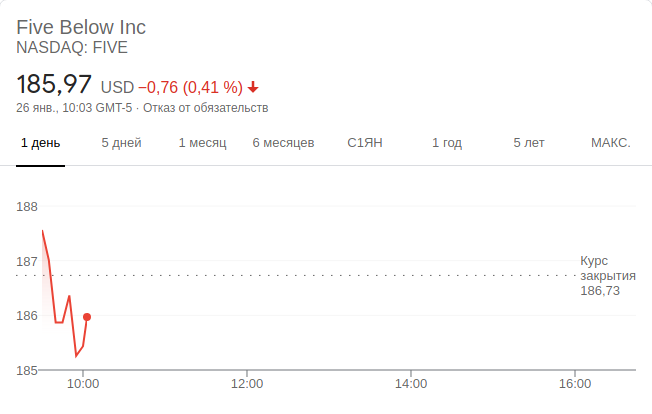 Five Below Inc
NASDAQ: FIVE
185,97 USD −0,76 (0,41 %)
26 янв., 10:03 GMT-5 · Отказ от обязательств
1 день 5 дней 1 месяц 6 месяцев С1ЯН 1 год 5 лет МАКС.
188
187
186
185
Курс
закрытия
186,73
10:00 12:00 14:00 16:00